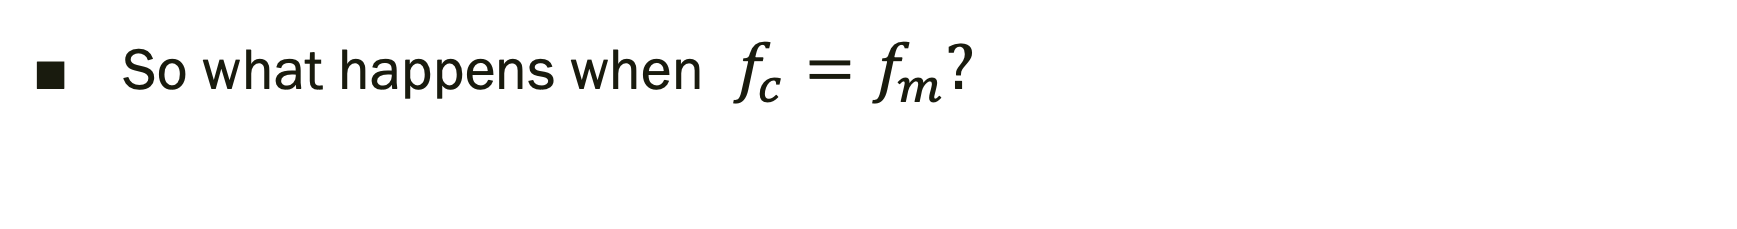 ■ So what happens when $f_c = f_m$?